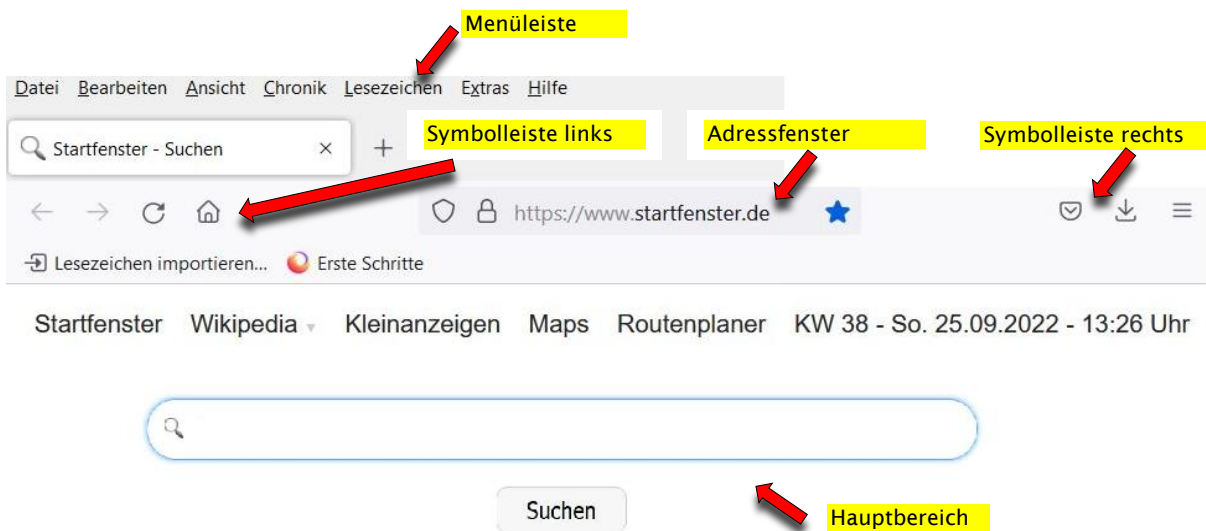 Menüleiste
Datei Bearbeiten Ansicht Chronik Lesezeichen Extras Hilfe
Startfenster - Suchen
Symbolleiste links
Adressfenster
Symbolleiste rechts
https://www.startfenster.de
Lesezeichen importieren... Erste Schritte
Startfenster Wikipedia Kleinanzeigen Maps Routenplaner KW 38 - So. 25.09.2022 - 13:26 Uhr
Suchen
Hauptbereich